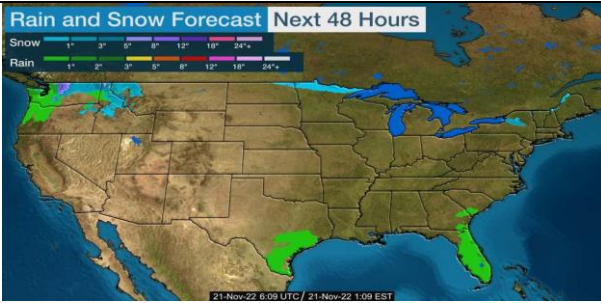 Rain and Snow Forecast Next 48 Hours
Snow 1" 3" 5" 8" 12" 18" 24"+
Rain 1" 2" 3" 5" 8" 12" 18" 24"+
21-Nov-22 6:09 UTC / 21-Nov-22 1:09 EST